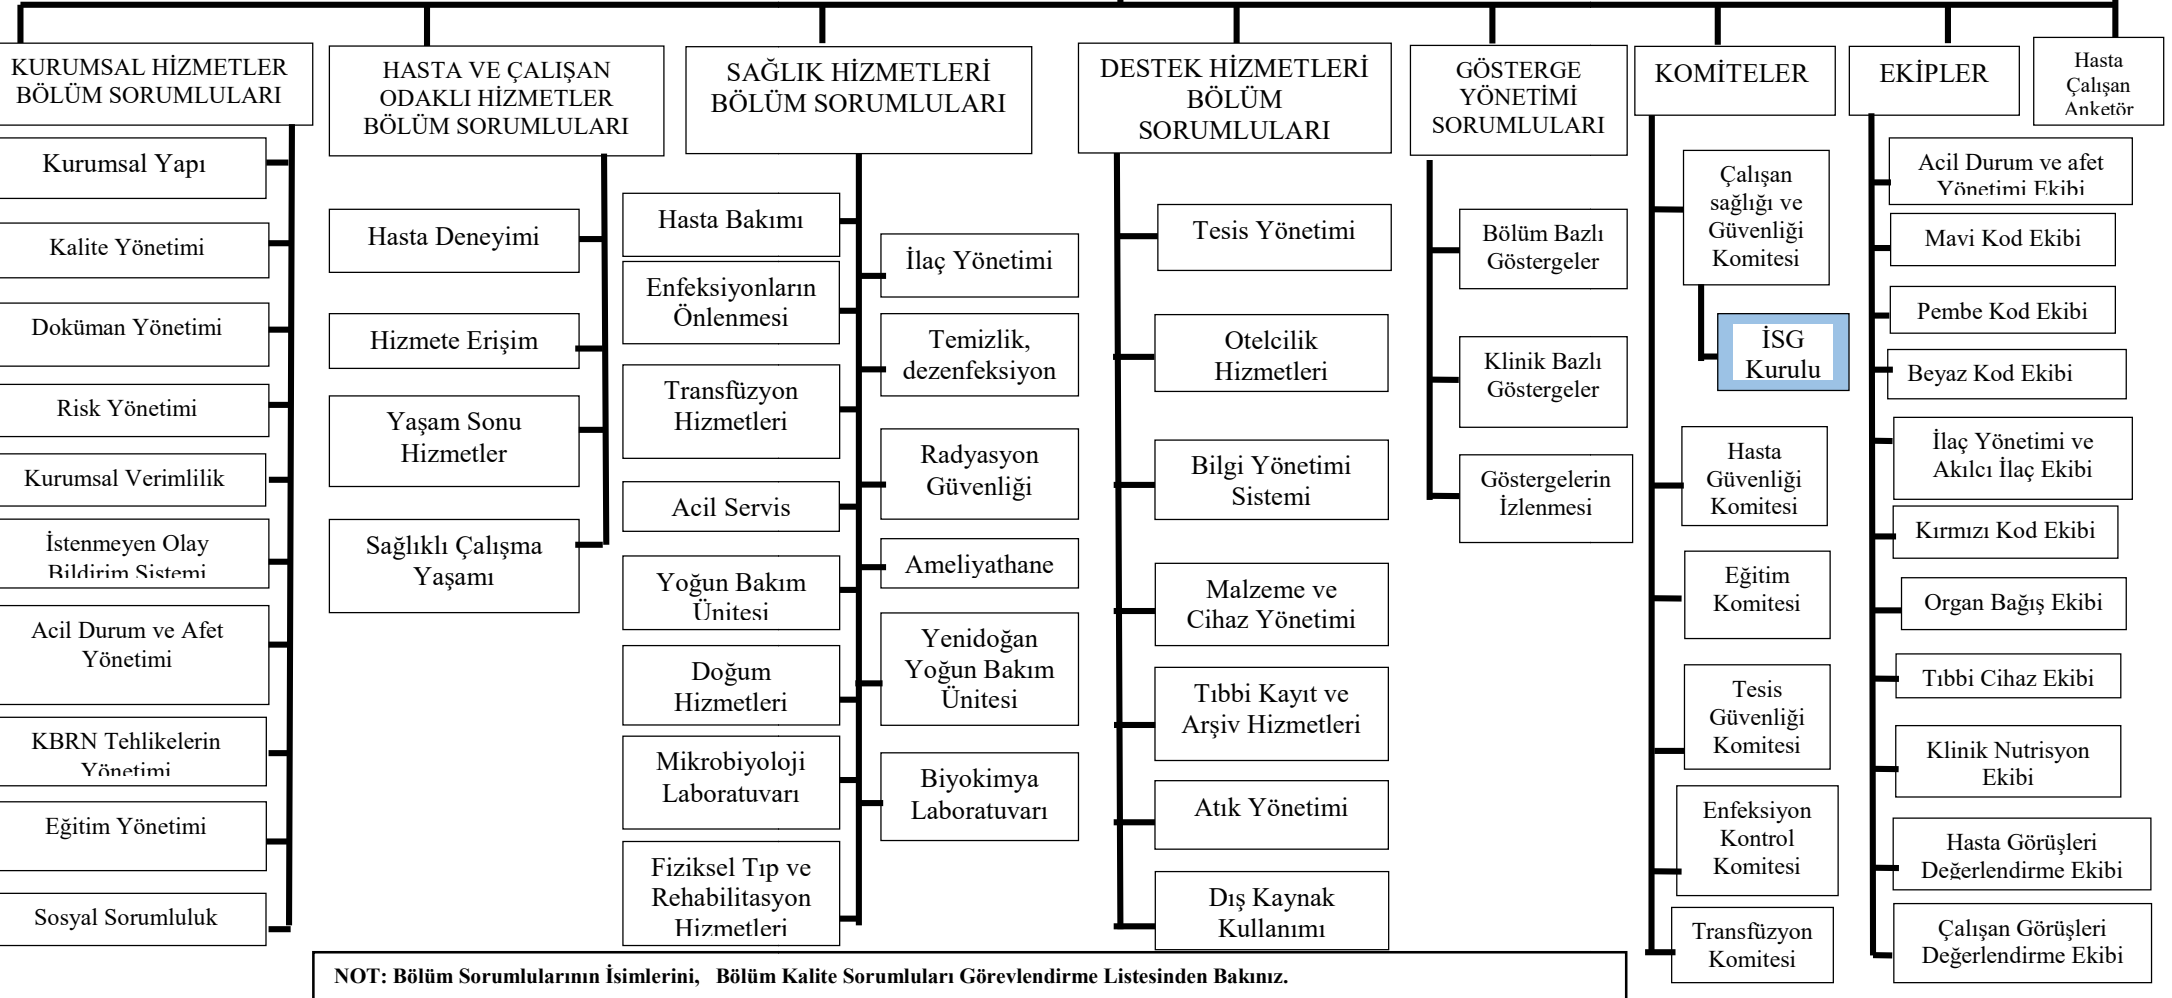 KURUMSAL HİZMETLER
BÖLÜM SORUMLULARI
Kurumsal Yapı
Kalite Yönetimi
Doküman Yönetimi
Risk Yönetimi
Kurumsal Verimlilik
İstenmeyen Olay
Bildirim Sistemi
Acil Durum ve Afet
Yönetimi
KBRN Tehlikelerin
Yönetimi
Eğitim Yönetimi
Sosyal Sorumluluk
HASTA VE ÇALIŞAN
ODAKLI HİZMETLER
BÖLÜM SORUMLULARI
Hasta Deneyimi
Hizmete Erişim
Yaşam Sonu
Hizmetler
Sağlıklı Çalışma
Yaşamı
SAĞLIK HİZMETLERİ
BÖLÜM SORUMLULARI
Hasta Bakımı
Enfeksiyonların
Önlenmesi
Transfüzyon
Hizmetleri
Acil Servis
Yoğun Bakım
Ünitesi
Doğum
Hizmetleri
Mikrobiyoloji
Laboratuvarı
Fiziksel Tıp ve
Rehabilitasyon
Hizmetleri
İlaç Yönetimi
Temizlik,
dezenfeksiyon
Radyasyon
Güvenliği
Ameliyathane
Yenidoğan
Yoğun Bakım
Ünitesi
Biyokimya
Laboratuvarı
DESTEK HİZMETLERİ
BÖLÜM
SORUMLULARI
Tesis Yönetimi
Otelcilik
Hizmetleri
Bilgi Yönetimi
Sistemi
Malzeme ve
Cihaz Yönetimi
Tıbbi Kayıt ve
Arşiv Hizmetleri
Atık Yönetimi
Dış Kaynak
Kullanımı
GÖSTERGE
YÖNETİMİ
SORUMLULARI
Bölüm Bazlı
Göstergeler
Klinik Bazlı
Göstergeler
Göstergelerin
İzlenmesi
KOMİTELER
Çalışan
sağlığı ve
Güvenliği
Komitesi
İSG
Kurulu
Hasta
Güvenliği
Komitesi
Eğitim
Komitesi
Tesis
Güvenliği
Komitesi
Enfeksiyon
Kontrol
Komitesi
Transfüzyon
Komitesi
EKİPLER
Acil Durum ve afet
Yönetimi Ekibi
Mavi Kod Ekibi
Pembe Kod Ekibi
Beyaz Kod Ekibi
İlaç Yönetimi ve
Akılcı İlaç Ekibi
Kırmızı Kod Ekibi
Organ Bağış Ekibi
Tıbbi Cihaz Ekibi
Klinik Nutrisyon
Ekibi
Hasta Görüşleri
Değerlendirme Ekibi
Çalışan Görüşleri
Değerlendirme Ekibi
Hasta
Çalışan
Anketör
NOT: Bölüm Sorumlularının İsimlerini, Bölüm Kalite Sorumluları Görevlendirme Listesinden Bakınız.